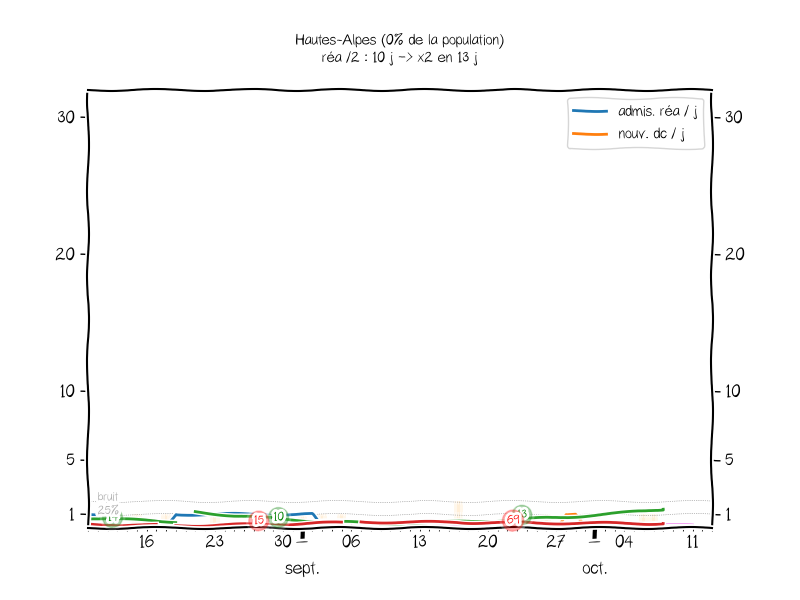 Hautes-Alpes (0% de la population)
réa /2 : 10 j -> x2 en 13 j
admis. réa / j
nouv. dc / j
30 30
20 20
10 10
5 5
bruit
25%
1 1
15 10 69 13
16 23 30 06 13 20 27 04 11
sept. oct.